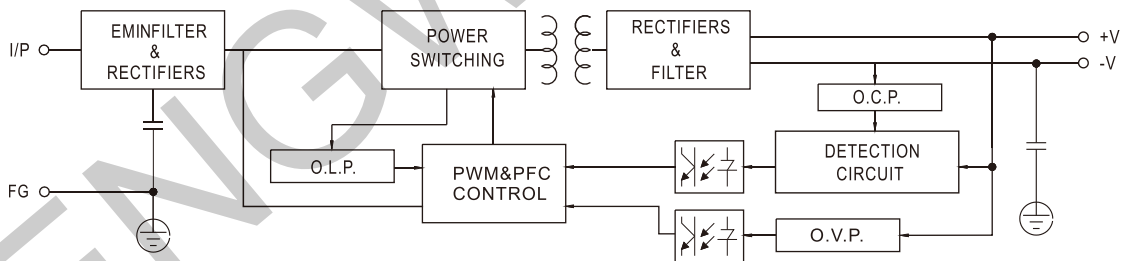 I/P
EMINFILTER
&
RECTIFIERS
POWER
SWITCHING
RECTIFIERS
&
FILTER
+V
-V
O.C.P.
O.L.P.
PWM&PFC
CONTROL
DETECTION
CIRCUIT
FG
O.V.P.